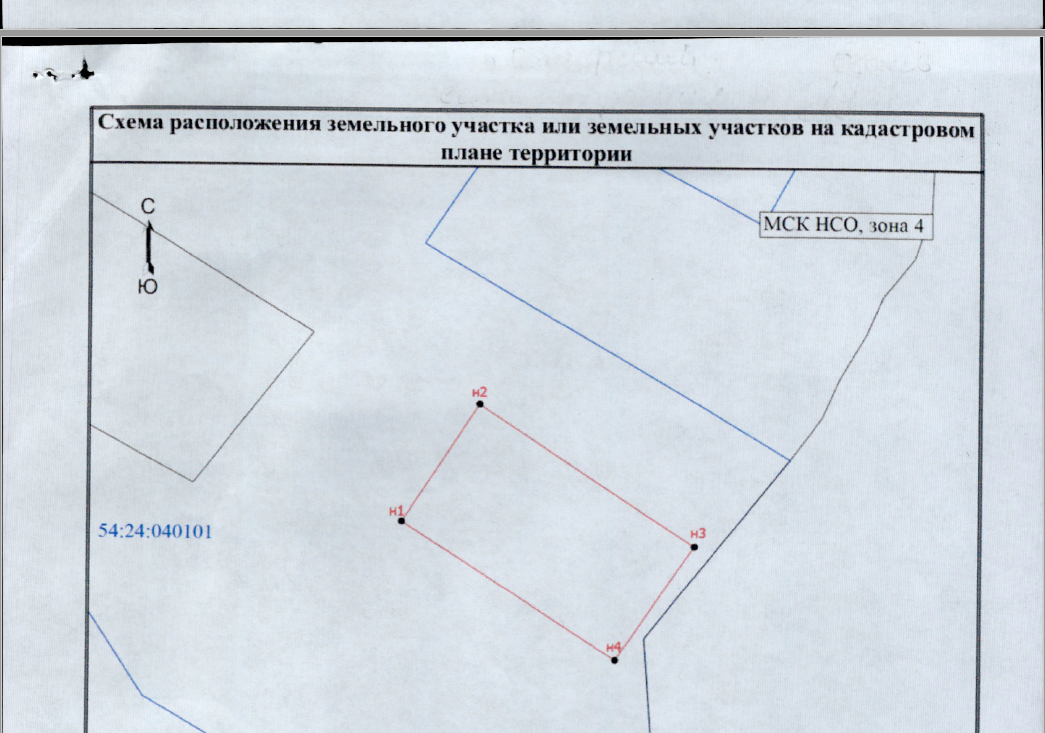 Схема расположения земельного участка или земельных участков на кадастровом
плане территории
С
МСК НСО, зона 4
Ю
н2
н1
54:24:040101
н3
н4